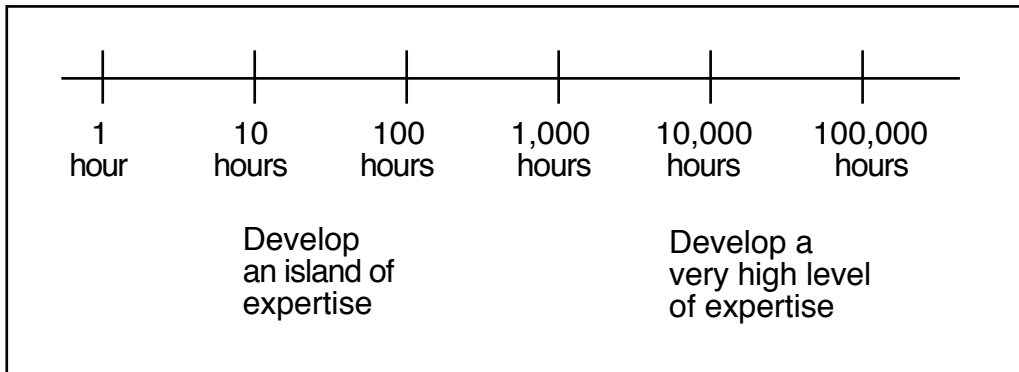 1 10 100 1,000 10,000 100,000
hour hours hours hours hours hours
Develop
an island of
expertise
Develop a
very high level
of expertise